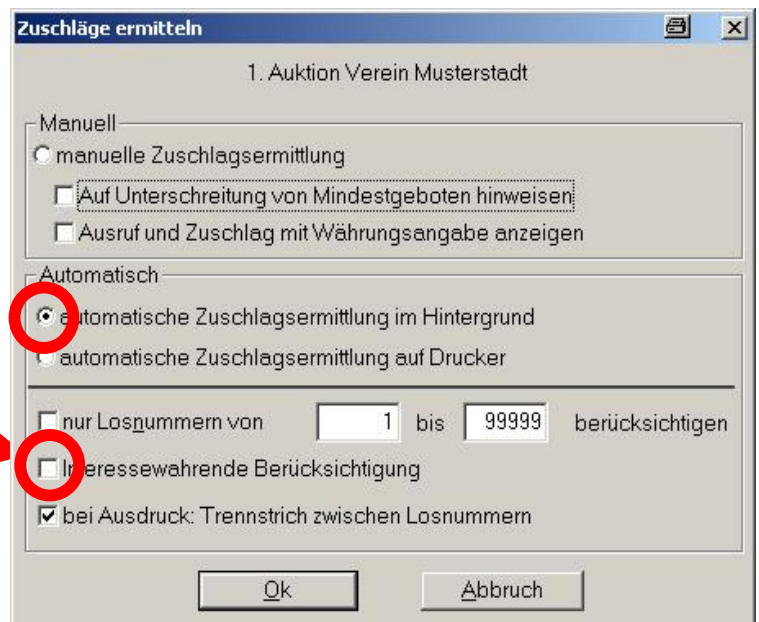 Zuschläge ermitteln
1. Auktion Verein Musterstadt
Manuell
manuelle Zuschlagsermittlung
Auf Unterschreitung von Mindestgeboten hinweisen
Ausruf und Zuschlag mit Währungsangabe anzeigen
Automatisch
automatische Zuschlagsermittlung im Hintergrund
automatische Zuschlagsermittlung auf Drucker
nur Losnummern von 1 bis 99999 berücksichtigen
Interessewahrende Berücksichtigung
bei Ausdruck: Trennstrich zwischen Losnummern
Ok Abbruch